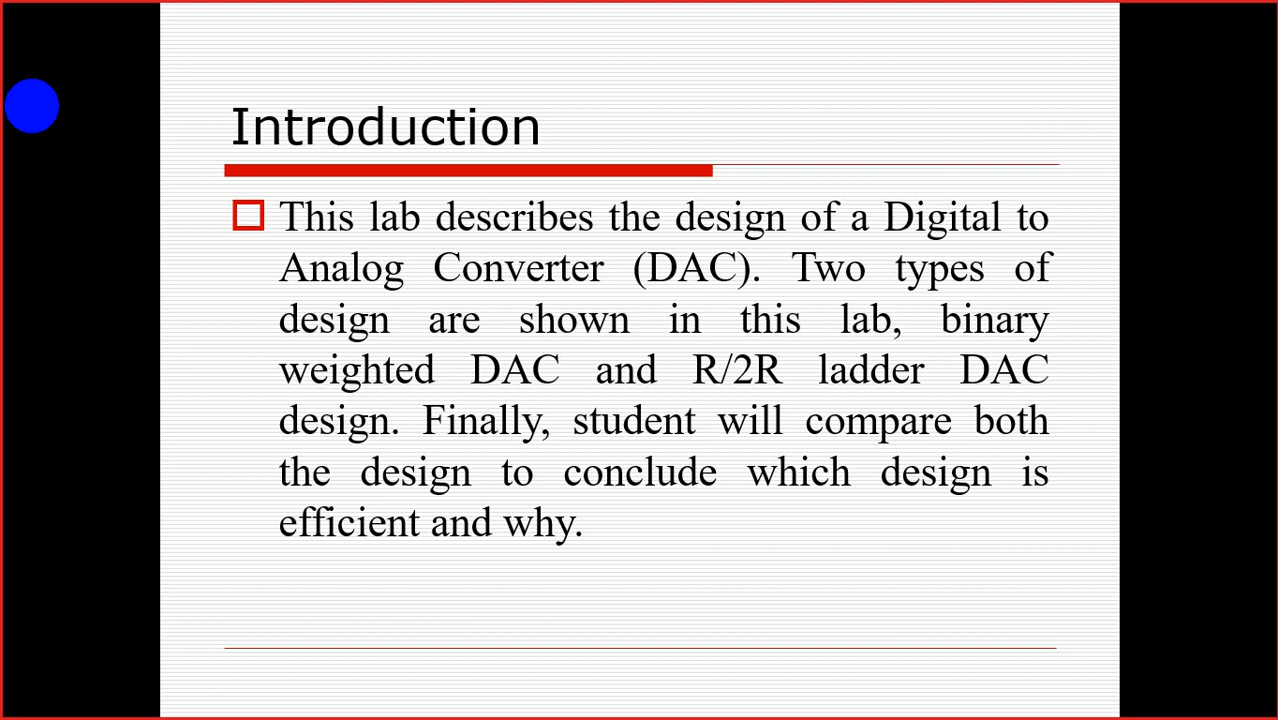 Introduction
This lab describes the design of a Digital to
Analog Converter (DAC). Two types of
design are shown in this lab, binary
weighted DAC and R/2R ladder DAC
design. Finally, student will compare both
the design to conclude which design is
efficient and why.